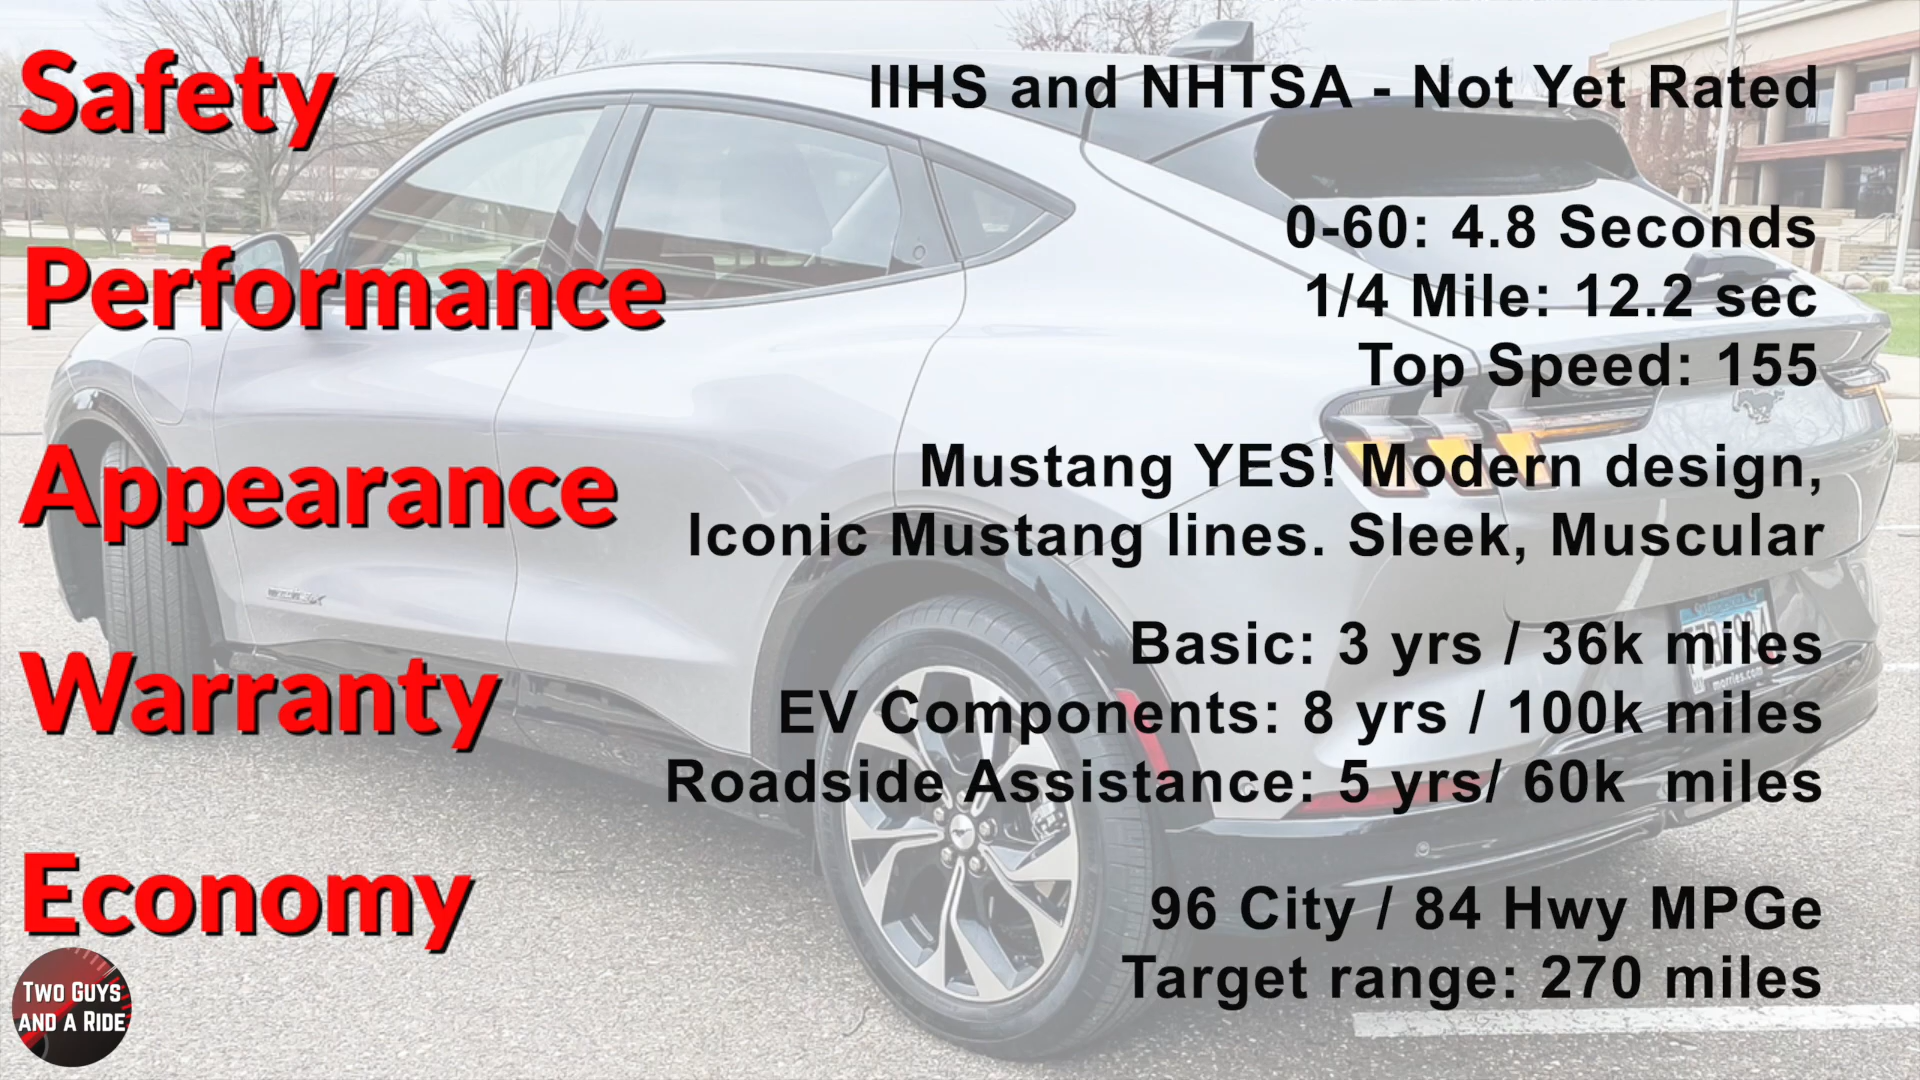 Safety
IIHS and NHTSA - Not Yet Rated
Performance
0-60: 4.8 Seconds
1/4 Mile: 12.2 sec
Top Speed: 155
Appearance
Mustang YES! Modern design,
Iconic Mustang lines. Sleek, Muscular
Warranty
Basic: 3 yrs / 36k miles
EV Components: 8 yrs / 100k miles
Roadside Assistance: 5 yrs/ 60k  miles
morries.com
Economy
96 City / 84 Hwy MPGe
Target range: 270 miles
TWO GUYS
AND A RIDE